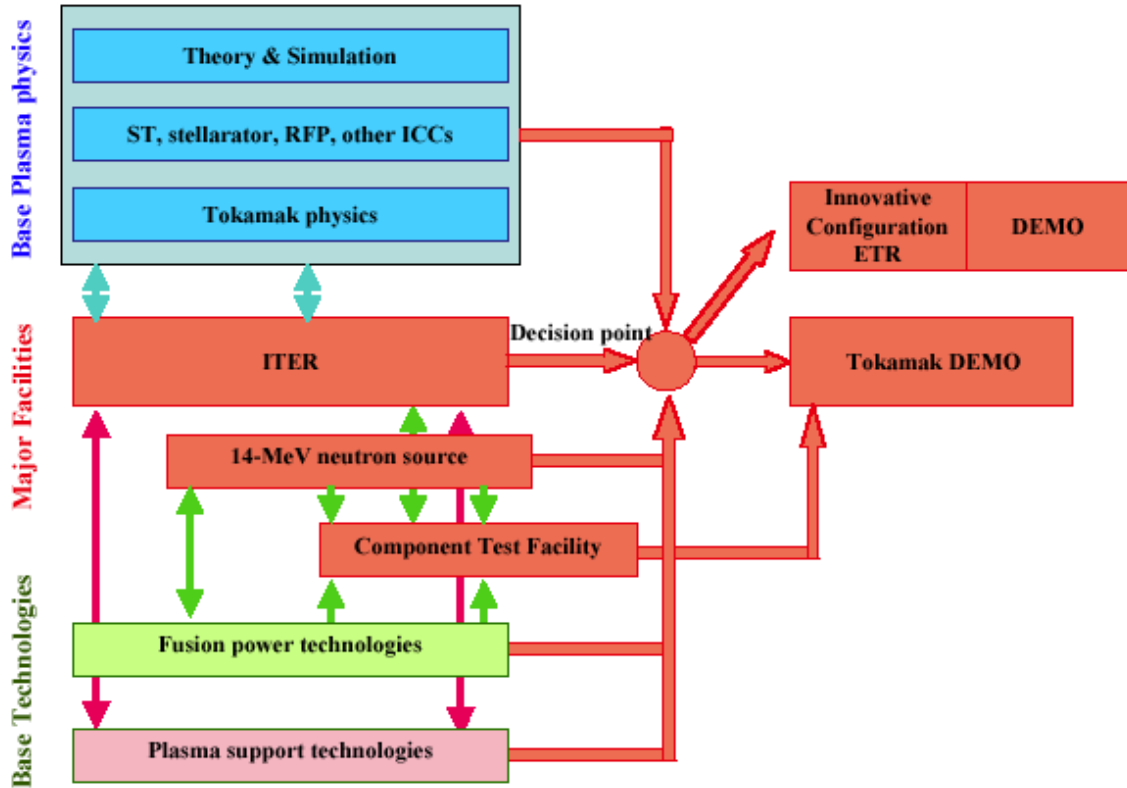 Base Plasma physics
Theory & Simulation
ST, stellarator, RFP, other ICCs
Tokamak physics
Innovative
Configuration
ETR
DEMO
Major Facilities
ITER
Decision point
Tokamak DEMO
14-MeV neutron source
Component Test Facility
Base Technologies
Fusion power technologies
Plasma support technologies